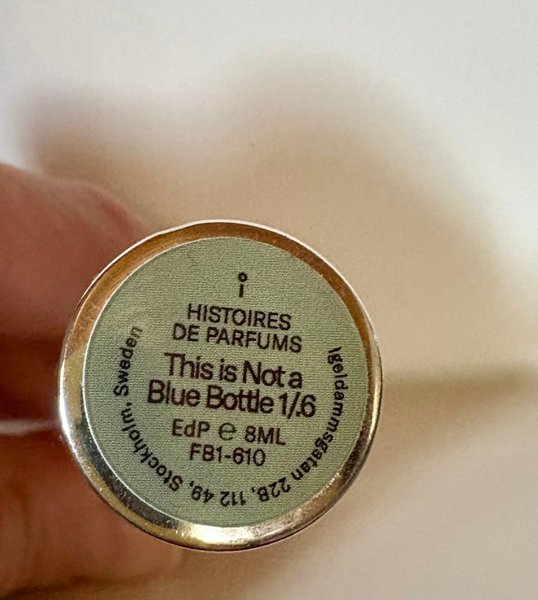 HISTOIRES
DE PARFUMS
This is Not a
Blue Bottle 1/.6
EdP ℮ 8ML
FB1-610
Igeldammsgatan 22B, 112 49, Stockholm, Sweden